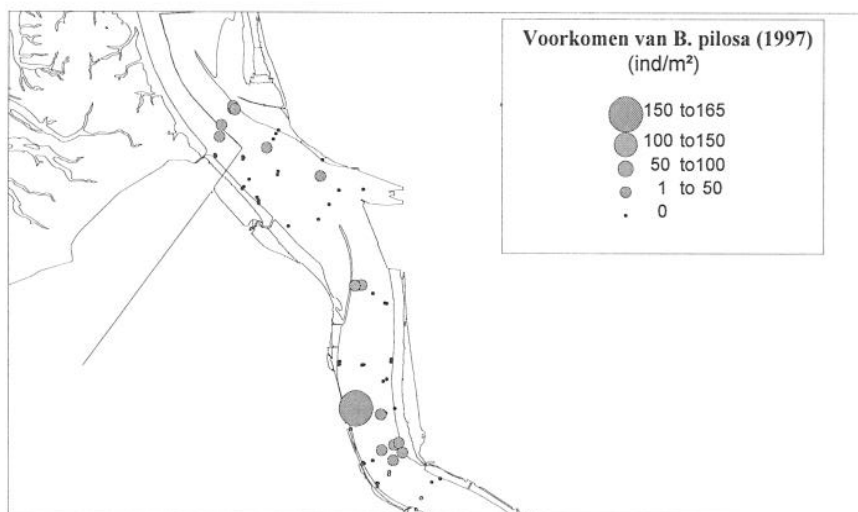 Voorkomen van B. pilosa (1997)
(ind/m²)
150 to165
100 to150
50 to100
1 to 50
0